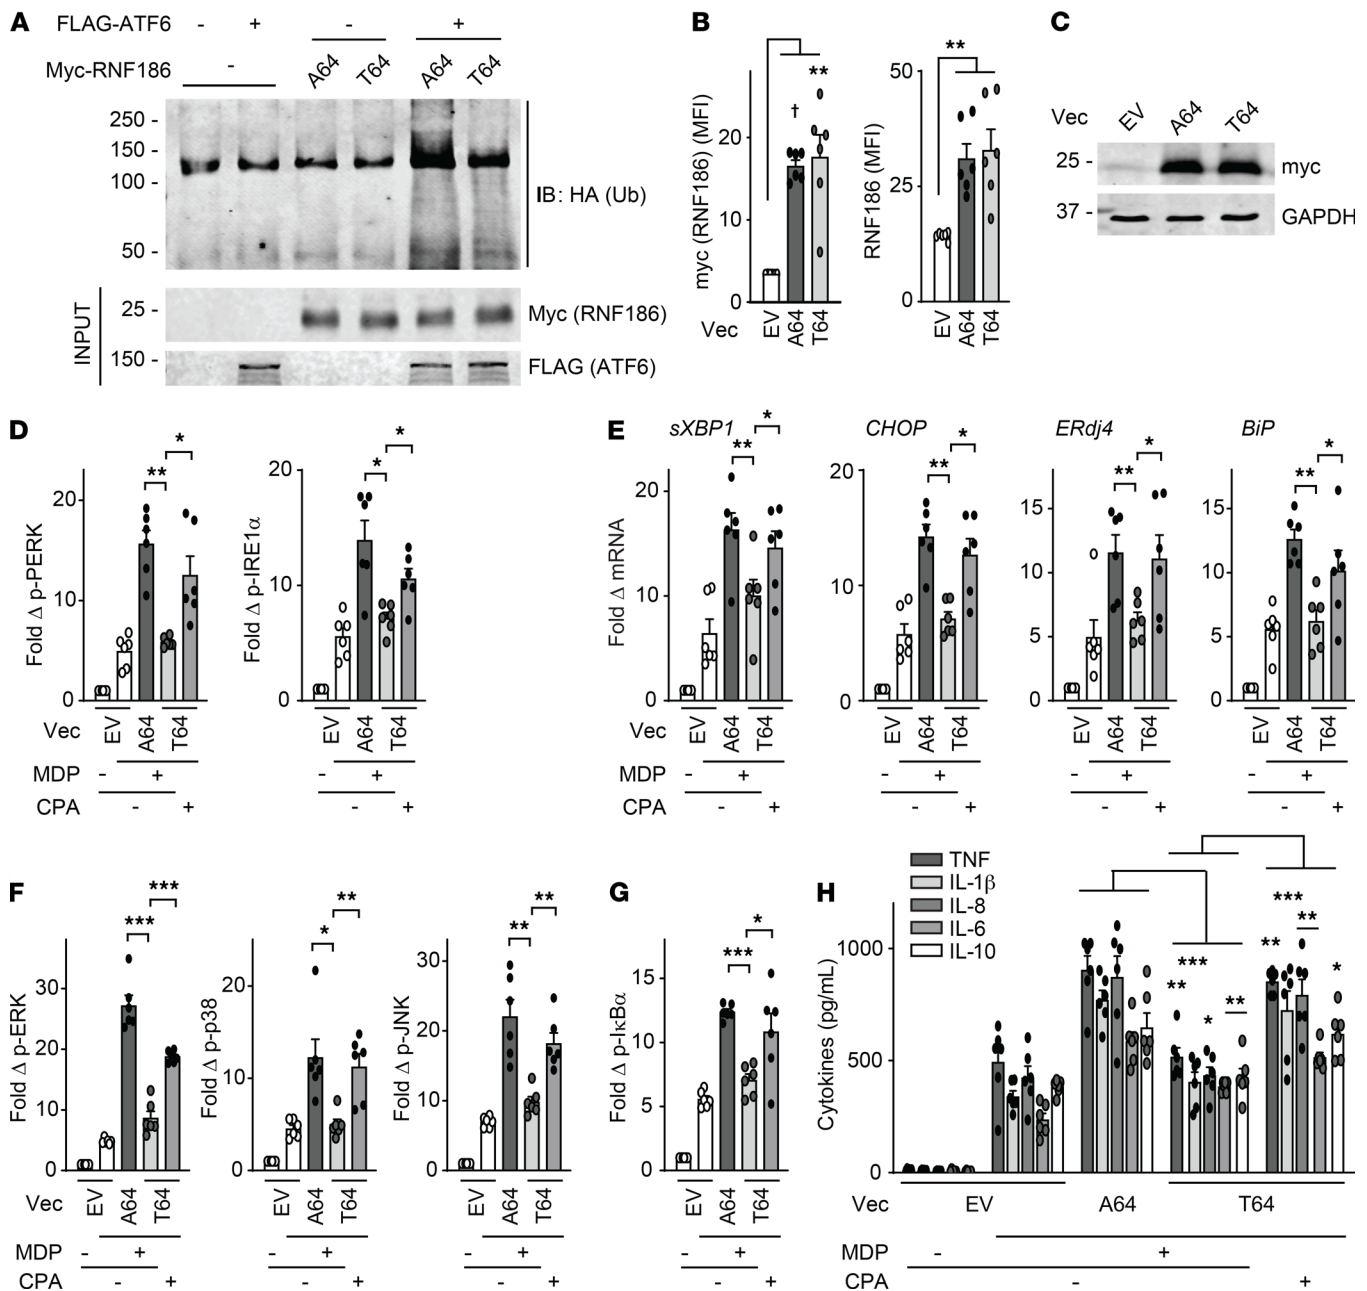 A
FLAG-ATF6 - + - +
Myc-RNF186 - A64 T64 A64 T64
250 -
150 -
100 -
50 -
IB: HA (Ub)
INPUT
25 -
Myc (RNF186)
150 -
FLAG (ATF6)
B
myc (RNF186) (MFI)
20
10
0
†
**
Vec EV A64 T64
RNF186 (MFI)
50
25
0
**
EV A64 T64
C
Vec EV A64 T64
25 -
myc
37 -
GAPDH
D
Fold Δ p-PERK
20
10
0
** *
Fold Δ p-IRE1α
20
10
0
* *
Vec EV A64 T64 EV A64 T64
MDP - + - +
CPA - + - +
E
sXBP1 CHOP ERdj4 BiP
Fold Δ mRNA
20
10
0
** *
20
10
0
** *
15
10
5
0
** *
15
10
5
0
** *
Vec EV A64 T64 EV A64 T64 EV A64 T64 EV A64 T64
MDP - + - + - + - +
CPA - + - + - + - +
F
Fold Δ p-ERK
30
20
10
0
*** ***
Fold Δ p-p38
20
10
0
* **
Fold Δ p-JNK
30
20
10
0
** **
Vec EV A64 T64 EV A64 T64 EV A64 T64
MDP - + - + - +
CPA - + - + - +
G
Fold Δ p-IκBα
15
10
5
0
*** *
EV A64 T64
- +
- +
H
TNF
IL-1β
IL-8
IL-6
IL-10
Cytokines (pg/mL)
1000
500
0
** *** * **
** *** ** *
Vec EV A64 T64
MDP - +
CPA - +